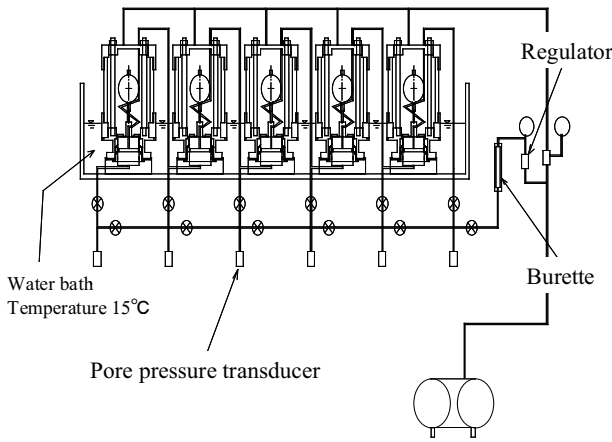 Regulator
Burette
Water bath
Temperature 15°C
Pore pressure transducer